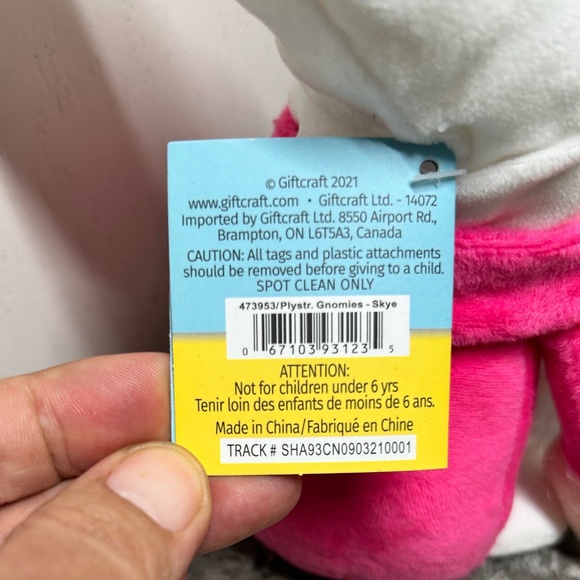 © Giftcraft 2021
www.giftcraft.com • Giftcraft Ltd. - 14072
Imported by Giftcraft Ltd. 8550 Airport Rd.,
Brampton, ON L6T5A3, Canada
CAUTION: All tags and plastic attachments
should be removed before giving to a child.
SPOT CLEAN ONLY
473953/Plystr. Gnomies - Skye
0 67103 93123 5
ATTENTION:
Not for children under 6 yrs
Tenir loin des enfants de moins de 6 ans.
Made in China/Fabriqué en Chine
TRACK # SHA93CN0903210001